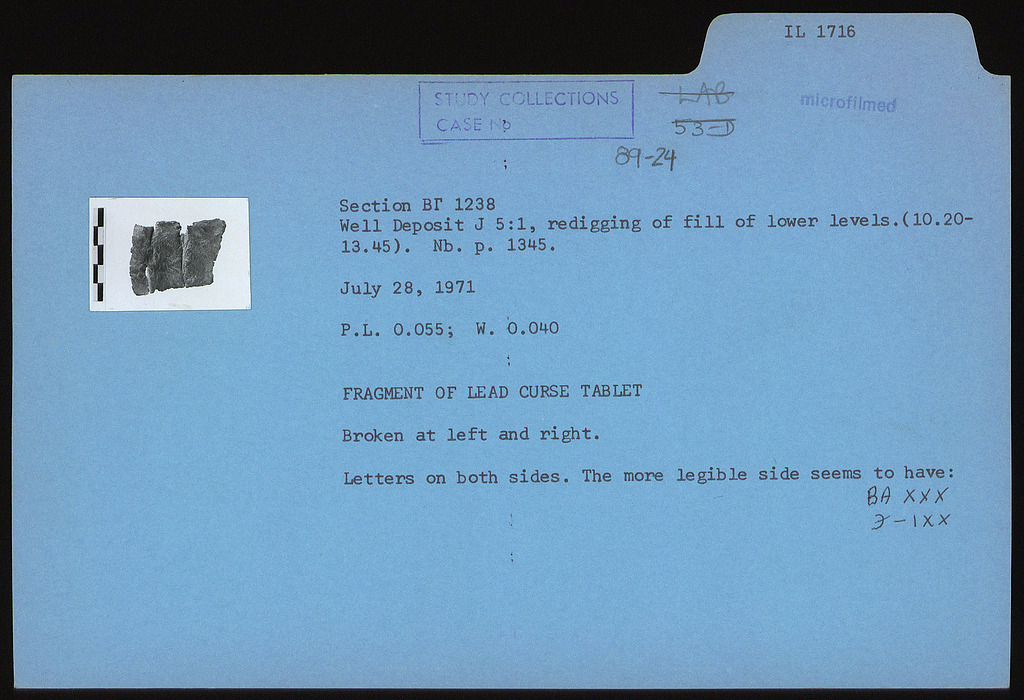 IL 1716
STUDY COLLECTIONS
CASE No
LAB
53-D
microfilmed
89-24
Section ΒΓ 1238
Well Deposit J 5:1, redigging of fill of lower levels.(10.20-
13.45). Nb. p. 1345.
July 28, 1971
P.L. 0.055; W. 0.040
FRAGMENT OF LEAD CURSE TABLET
Broken at left and right.
Letters on both sides. The more legible side seems to have:
BA XXX